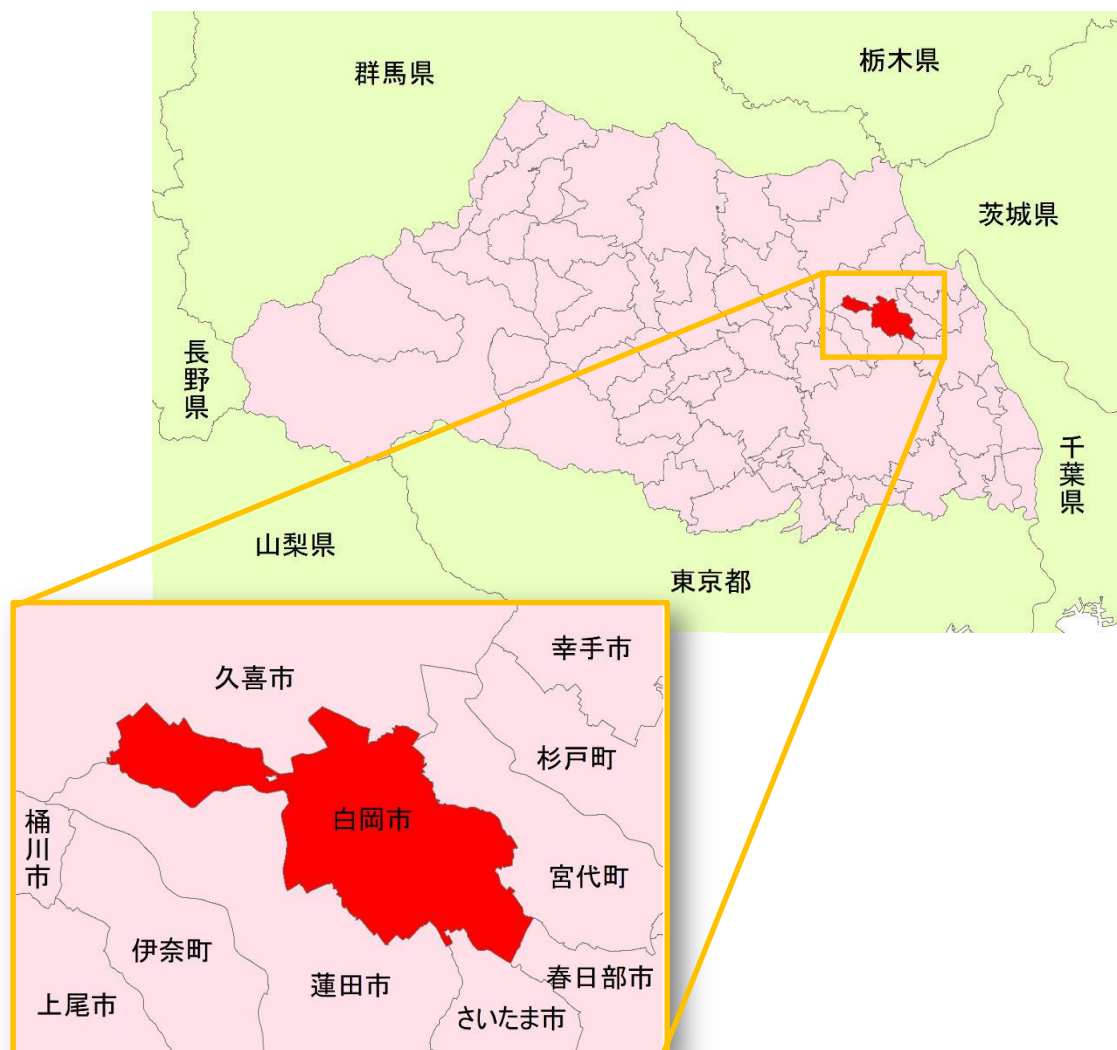 群馬県
栃木県
茨城県
長野県
千葉県
山梨県
東京都
幸手市
久喜市
杉戸町
白岡市
桶川市
宮代町
伊奈町
蓮田市
春日部市
上尾市
さいたま市